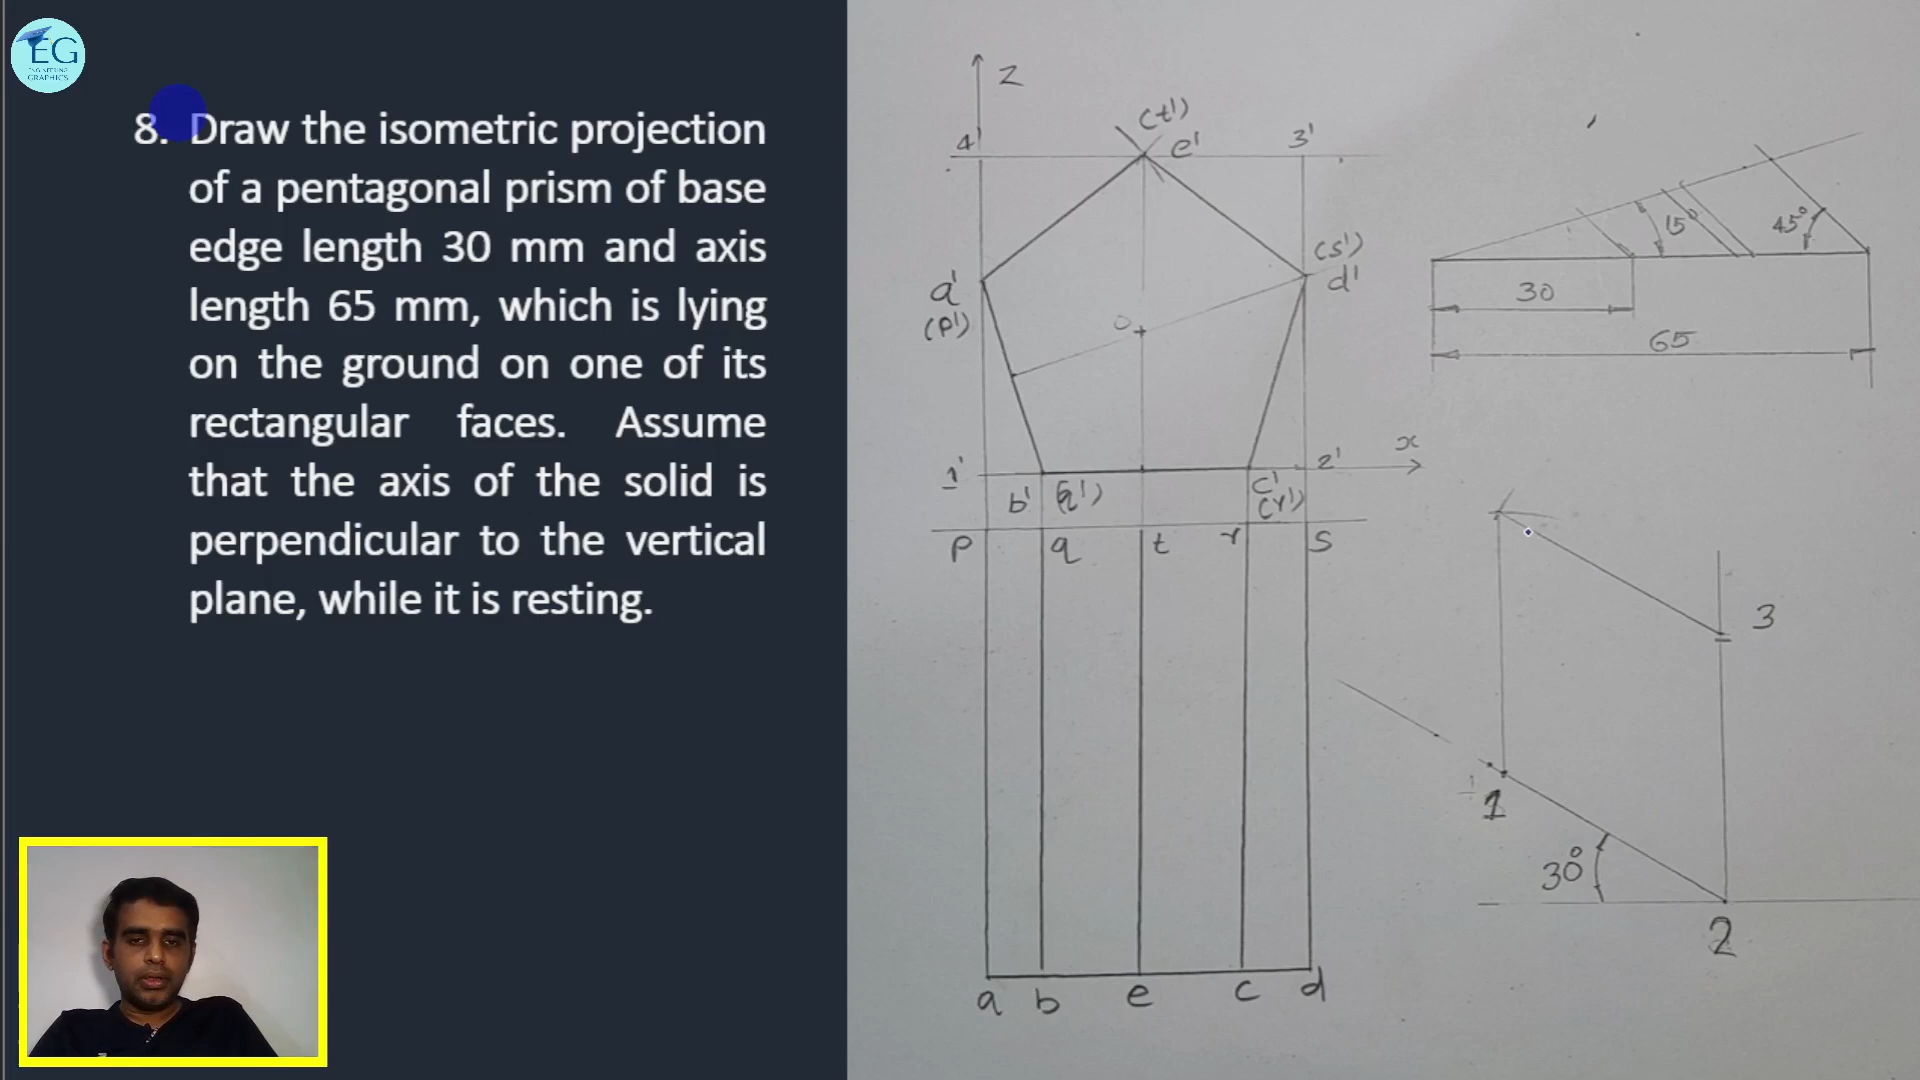 EG
ENGINEERING
GRAPHICS
8. Draw the isometric projection
of a pentagonal prism of base
edge length 30 mm and axis
length 65 mm, which is lying
on the ground on one of its
rectangular faces. Assume
that the axis of the solid is
perpendicular to the vertical
plane, while it is resting.
z
(t')
4' e' 3'
(s')
a' d'
(p')
o
x
1' 2'
b' (q') c'
(r')
p q t r s
a b e c d
15° 45°
30
65
3
1
30°
2